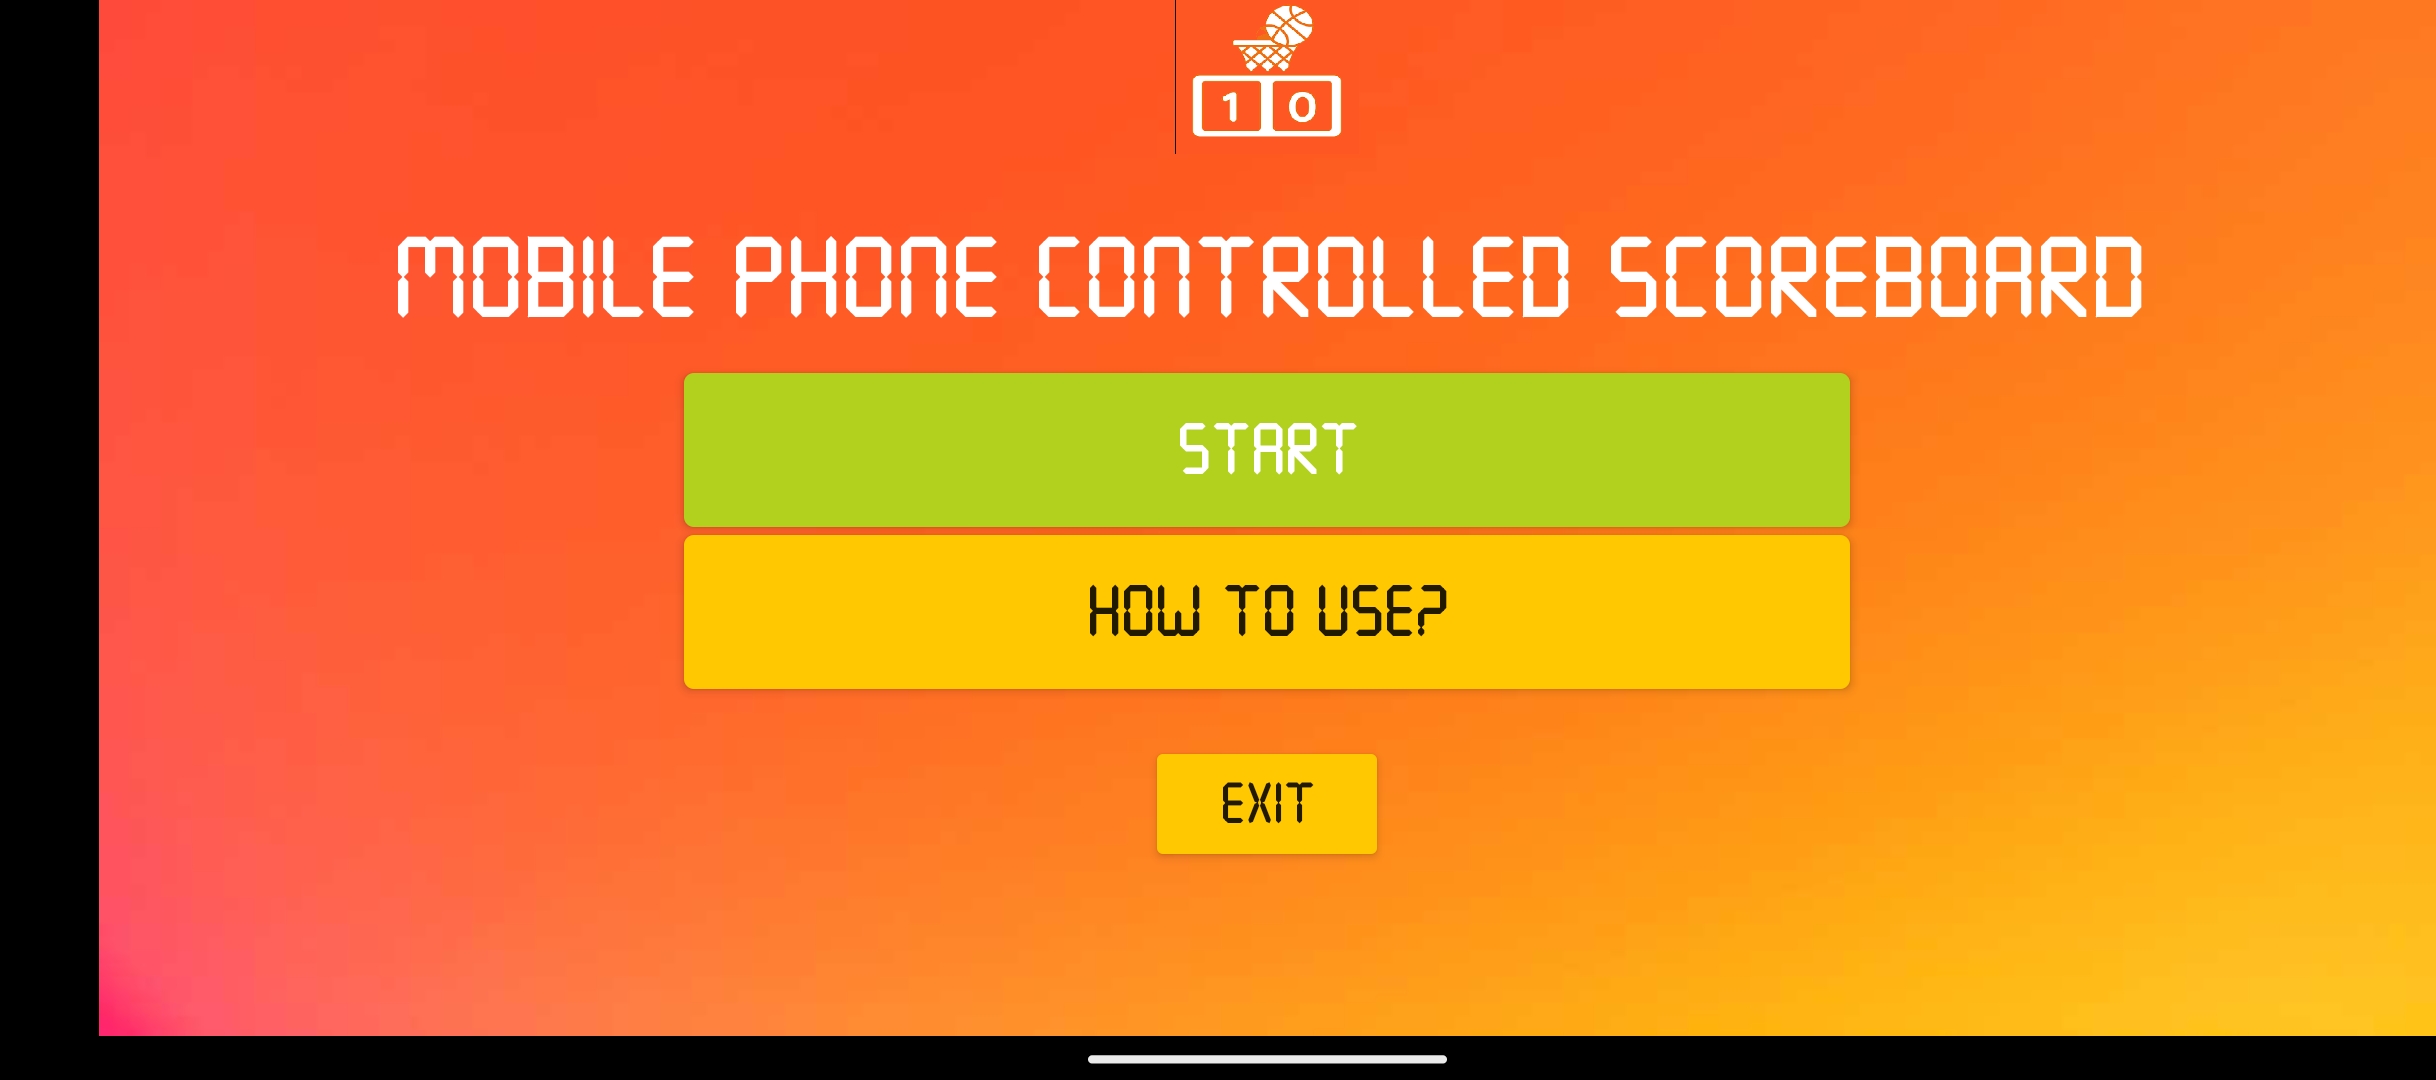 1 0
MOBILE PHONE CONTROLLED SCOREBOARD
START
HOW TO USE?
EXIT